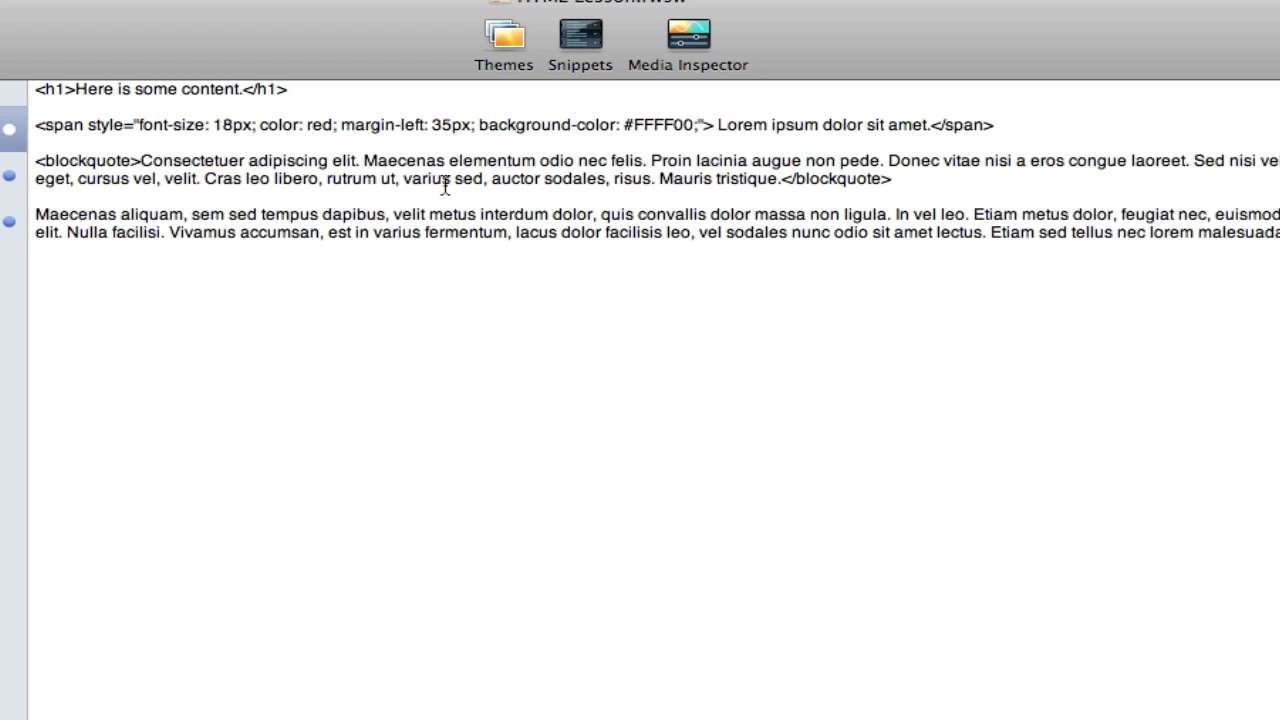 Themes Snippets Media Inspector
<h1>Here is some content.</h1>
<span style="font-size: 18px; color: red; margin-left: 35px; background-color: #FFFF00;"> Lorem ipsum dolor sit amet.</span>
<blockquote>Consectetuer adipiscing elit. Maecenas elementum odio nec felis. Proin lacinia augue non pede. Donec vitae nisi a eros congue laoreet. Sed nisi vel
eget, cursus vel, velit. Cras leo libero, rutrum ut, varius sed, auctor sodales, risus. Mauris tristique.</blockquote>
Maecenas aliquam, sem sed tempus dapibus, velit metus interdum dolor, quis convallis dolor massa non ligula. In vel leo. Etiam metus dolor, feugiat nec, euismod
elit. Nulla facilisi. Vivamus accumsan, est in varius fermentum, lacus dolor facilisis leo, vel sodales nunc odio sit amet lectus. Etiam sed tellus nec lorem malesuada